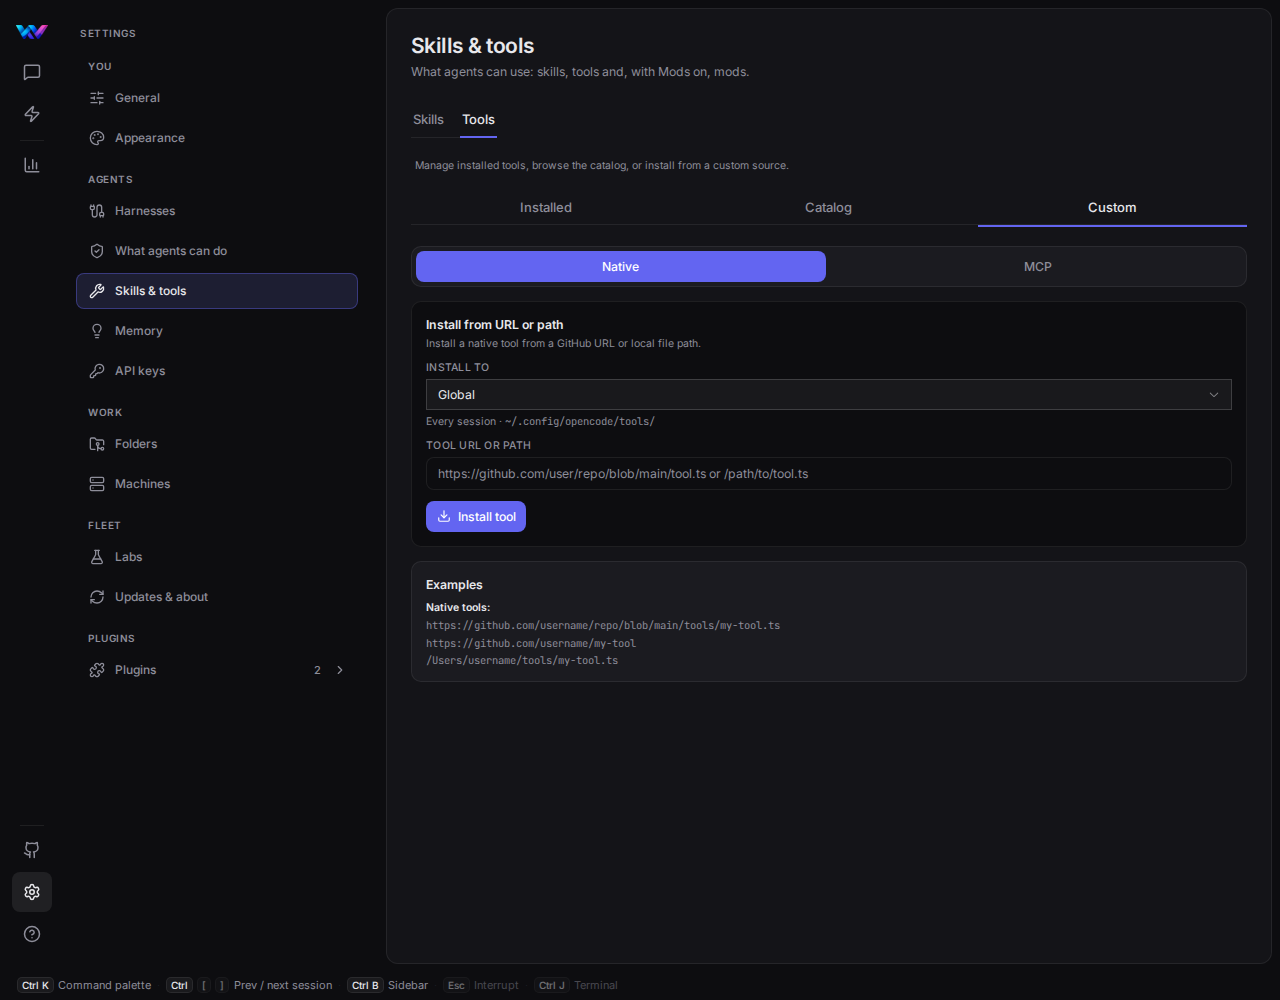 SETTINGS
YOU
General
Appearance
AGENTS
Harnesses
What agents can do
Skills & tools
Memory
API keys
WORK
Folders
Machines
FLEET
Labs
Updates & about
PLUGINS
Plugins 2
Skills & tools
What agents can use: skills, tools and, with Mods on, mods.
Skills Tools
Manage installed tools, browse the catalog, or install from a custom source.
Installed Catalog Custom
Native MCP
Install from URL or path
Install a native tool from a GitHub URL or local file path.
INSTALL TO
Global
Every session · ~/.config/opencode/tools/
TOOL URL OR PATH
https://github.com/user/repo/blob/main/tool.ts or /path/to/tool.ts
Install tool
Examples
Native tools:
https://github.com/username/repo/blob/main/tools/my-tool.ts
https://github.com/username/my-tool
/Users/username/tools/my-tool.ts
Ctrl K Command palette Ctrl [ ] Prev / next session Ctrl B Sidebar Esc Interrupt Ctrl J Terminal